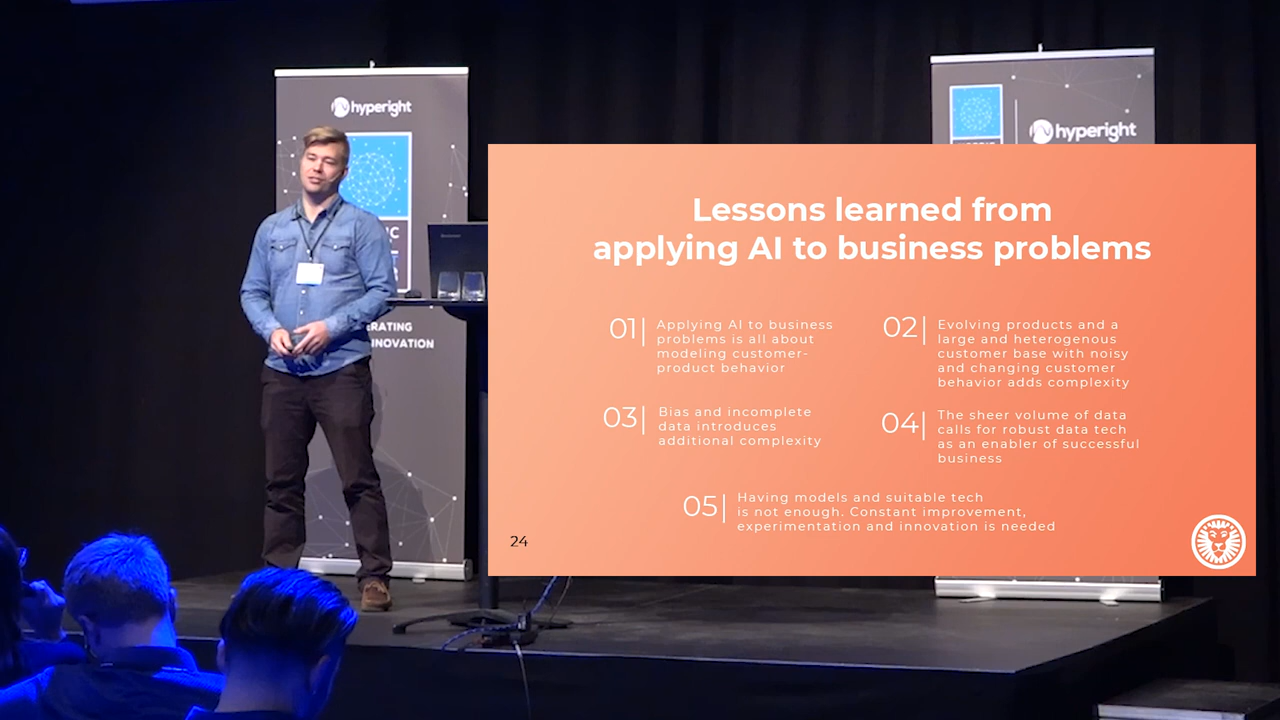 hyperight
hyperight
Lessons learned from
applying AI to business problems
01
Applying AI to business
problems is all about
modeling customer-
product behavior
02
Evolving products and a
large and heterogenous
customer base with noisy
and changing customer
behavior adds complexity
03
Bias and incomplete
data introduces
additional complexity
04
The sheer volume of data
calls for robust data tech
as an enabler of successful
business
05
Having models and suitable tech
is not enough. Constant improvement,
experimentation and innovation is needed
24
ERATING
NNOVATION